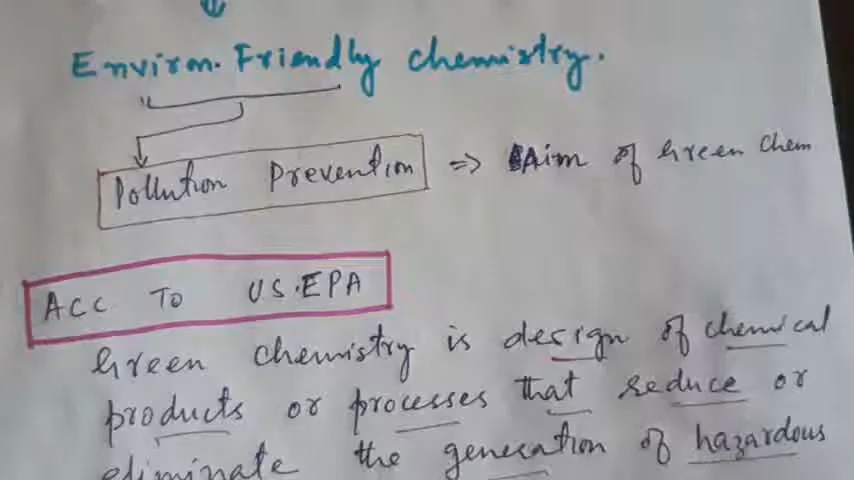 Environ. Friendly chemistry.
Pollution Prevention => Aim of Green Chem
ACC TO US.EPA
Green chemistry is design of chemical
products or processes that reduce or
eliminate the generation of hazardous